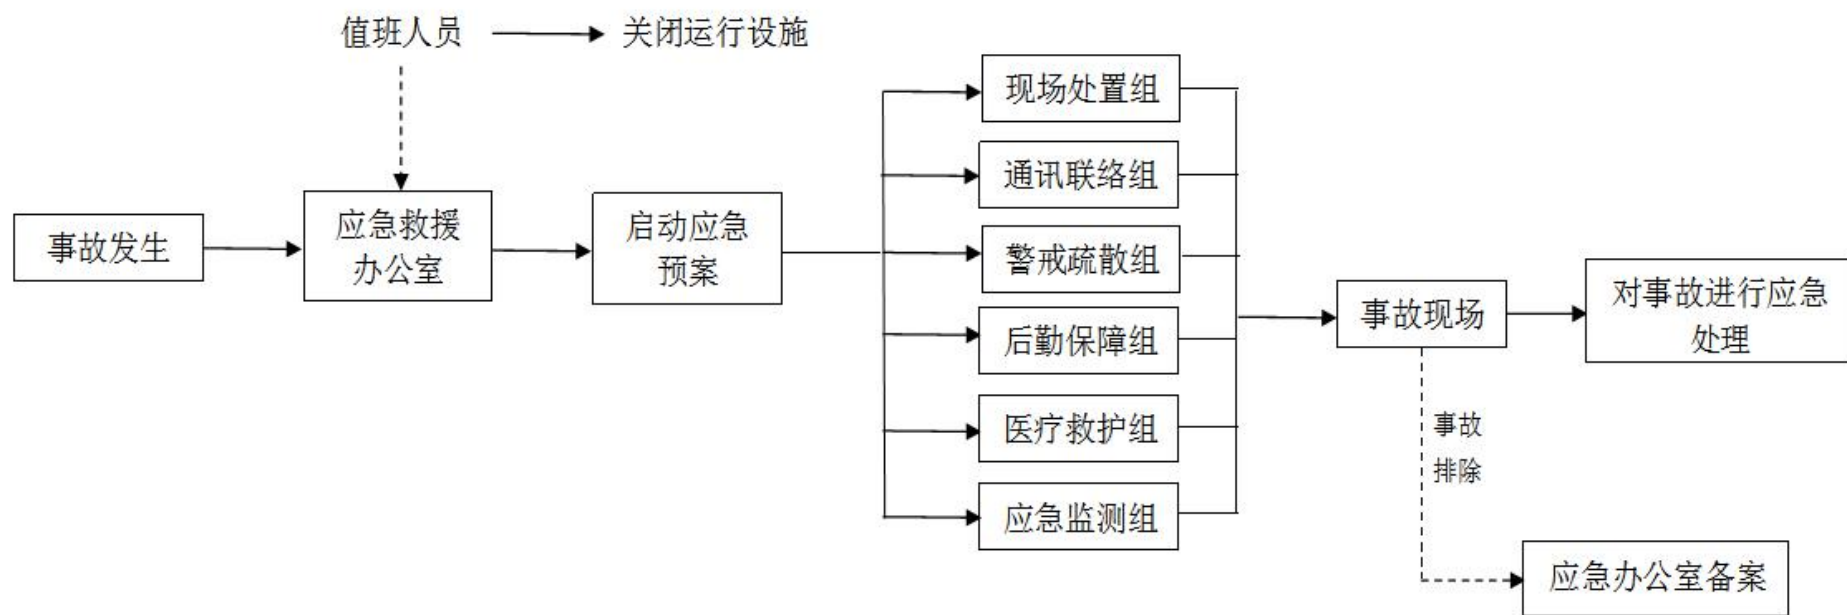 值班人员
关闭运行设施
事故发生
应急救援
办公室
启动应急
预案
现场处置组
通讯联络组
警戒疏散组
后勤保障组
医疗救护组
应急监测组
事故现场
对事故进行应急
处理
事故
排除
应急办公室备案